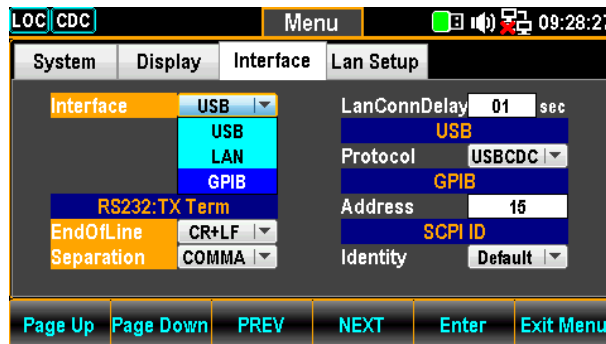 LOC CDC Menu 09:28:27
System Display Interface Lan Setup
Interface USB LanConnDelay 01 sec
USB USB
LAN Protocol USBCDC
GPIB GPIB
RS232:TX Term Address 15
EndOfLine CR+LF SCPI ID
Separation COMMA Identity Default
Page Up Page Down PREV NEXT Enter Exit Menu